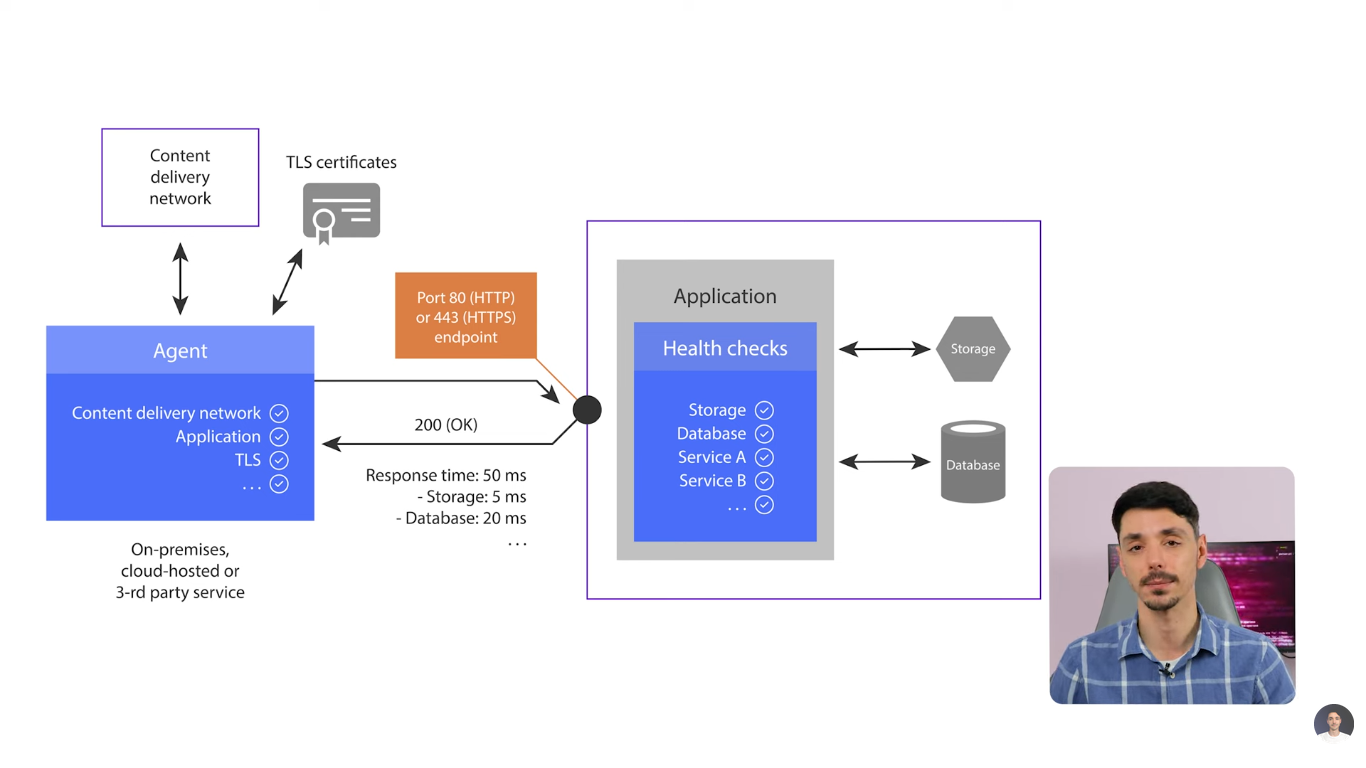 Content
delivery
network
TLS certificates
Agent
Content delivery network
Application
TLS
...
On-premises,
cloud-hosted or
3-rd party service
Port 80 (HTTP)
or 443 (HTTPS)
endpoint
200 (OK)
Response time: 50 ms
- Storage: 5 ms
- Database: 20 ms
...
Application
Health checks
Storage
Database
Service A
Service B
...
Storage
Database